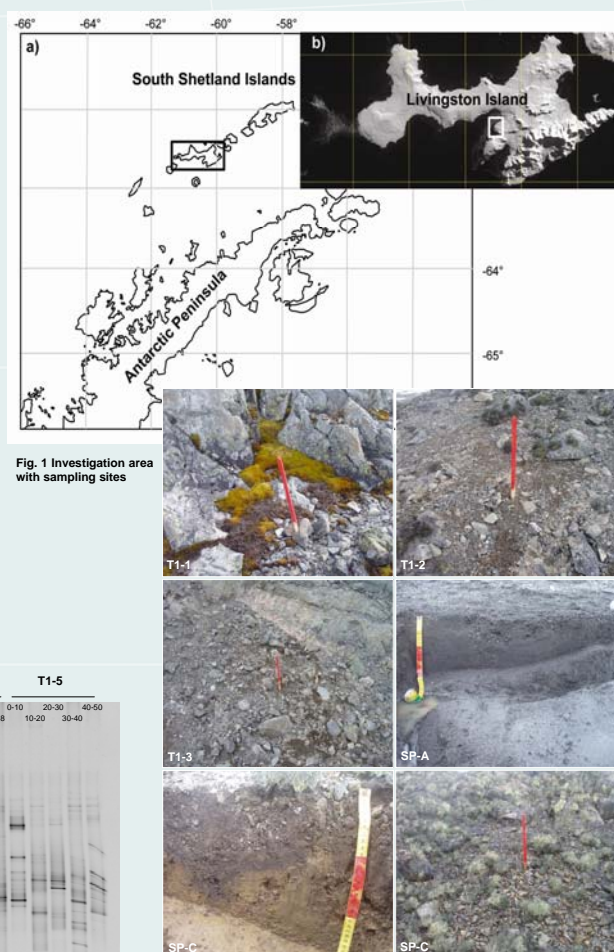 -66° -64° -62° -60° -58°
a)
South Shetland Islands
b)
Livingston Island
Antarctic Peninsula
-64°
-65°
Fig. 1 Investigation area
with sampling sites
T1-1
T1-2
T1-3
SP-A
SP-C
SP-C
T1-5
0-10 20-30 40-50
10-20 30-40